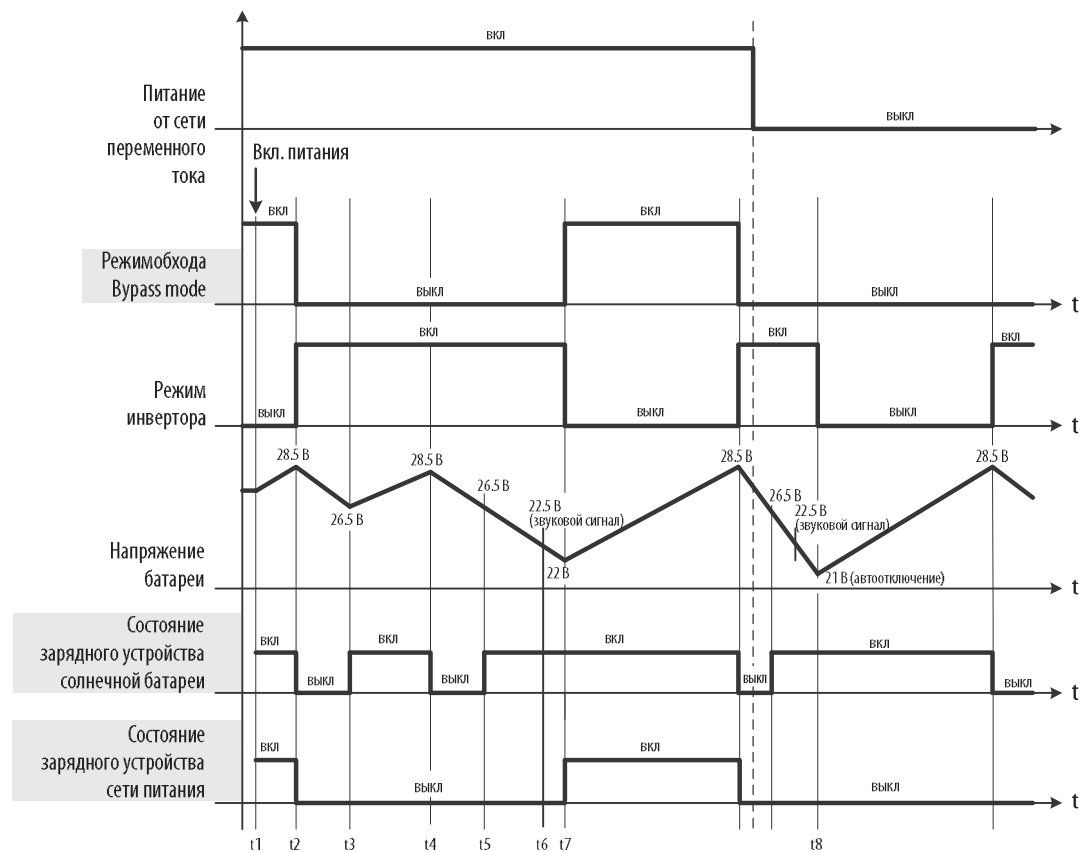 ВКЛ
Питание
от сети
переменного
тока
ВЫКЛ
Вкл. питания
ВКЛ
ВКЛ
Режимобхода
Bypass mode
ВЫКЛ
ВЫКЛ
t
ВКЛ
ВКЛ
ВКЛ
Режим
инвертора
ВЫКЛ
ВЫКЛ
ВЫКЛ
t
28.5 В
28.5 В
28.5 В
28.5 В
26.5 В
26.5 В
26.5 В
22.5 В
(звуковой сигнал)
22.5 В
(звуковой сигнал)
Напряжение
батареи
22 В
21 В (автоотключение)
t
Состояние
зарядного устройства
солнечной батареи
ВКЛ
ВКЛ
ВКЛ
ВКЛ
ВЫКЛ
ВЫКЛ
ВЫКЛ
ВЫКЛ
t
Состояние
зарядного устройства
сети питания
ВКЛ
ВКЛ
ВЫКЛ
ВЫКЛ
t
t1 t2 t3 t4 t5 t6 t7 t8